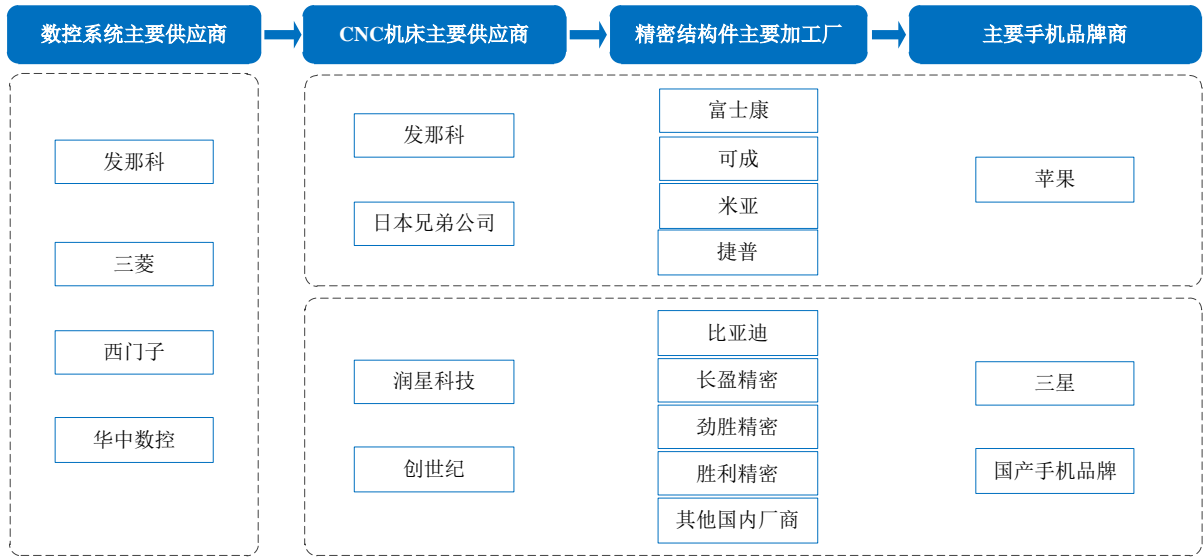 数控系统主要供应商
CNC机床主要供应商
精密结构件主要加工厂
主要手机品牌商
发那科
三菱
西门子
华中数控
发那科
日本兄弟公司
富士康
可成
米亚
捷普
苹果
润星科技
创世纪
比亚迪
长盈精密
劲胜精密
胜利精密
其他国内厂商
三星
国产手机品牌